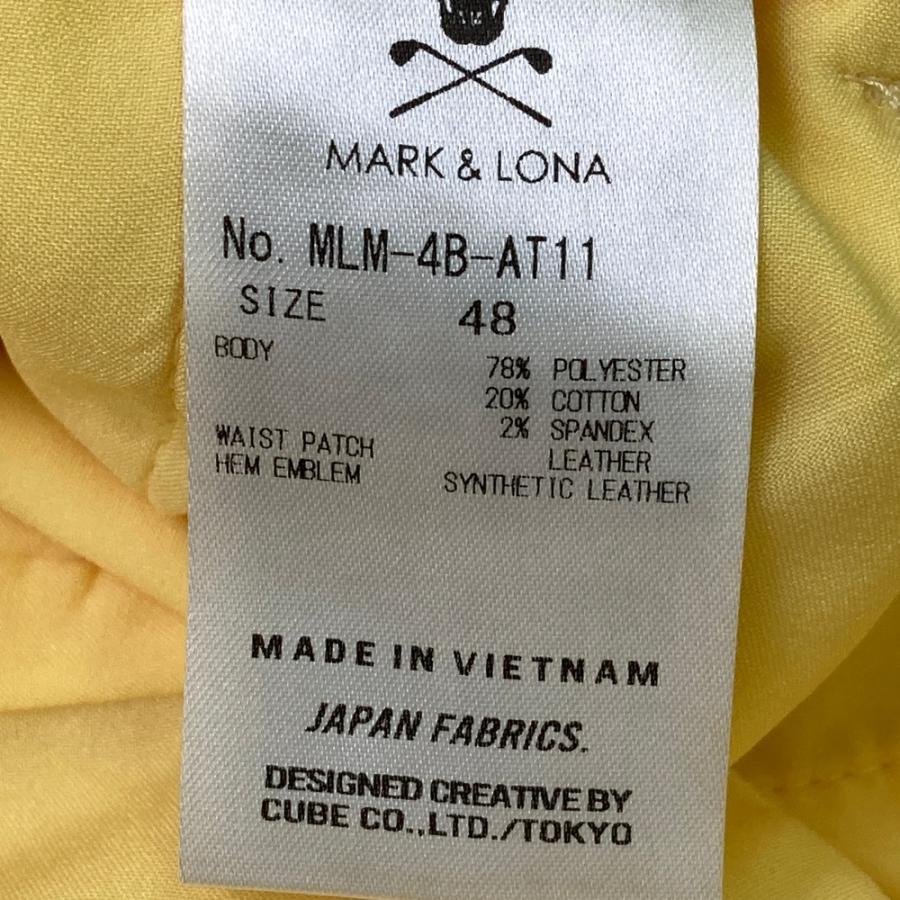 MARK & LONA
No. MLM-4B-AT11
SIZE 48
BODY 78% POLYESTER
20% COTTON
2% SPANDEX
WAIST PATCH LEATHER
HEM EMBLEM SYNTHETIC LEATHER
MADE IN VIETNAM
JAPAN FABRICS.
DESIGNED CREATIVE BY
CUBE CO.,LTD./TOKYO